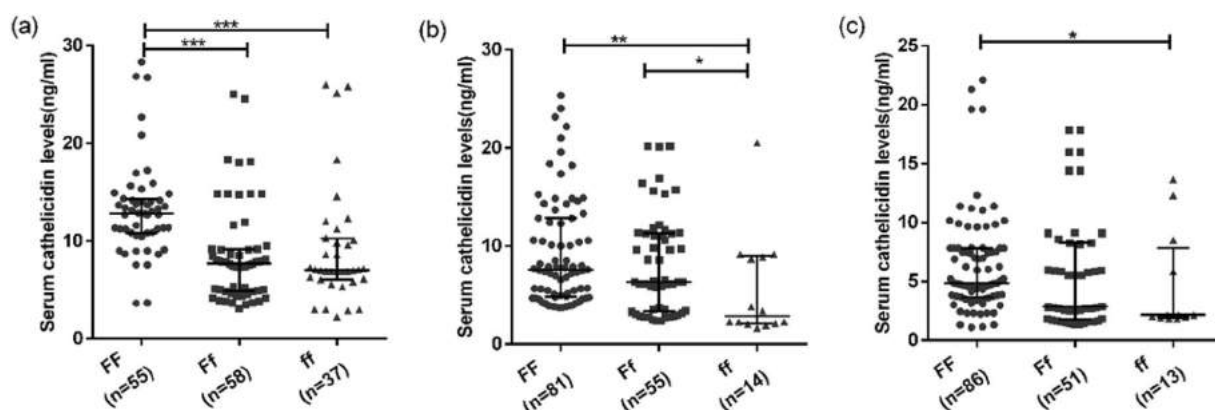 (a)
***
***
30
20
10
0
Serum cathelicidin levels(ng/ml)
FF
(n=55)
Ff
(n=58)
ff
(n=37)
(b)
**
*
30
20
10
0
Serum cathelicidin levels(ng/ml)
FF
(n=81)
Ff
(n=55)
ff
(n=14)
(c)
*
25
20
15
10
5
0
Serum cathelicidin levels(ng/ml)
FF
(n=86)
Ff
(n=51)
ff
(n=13)